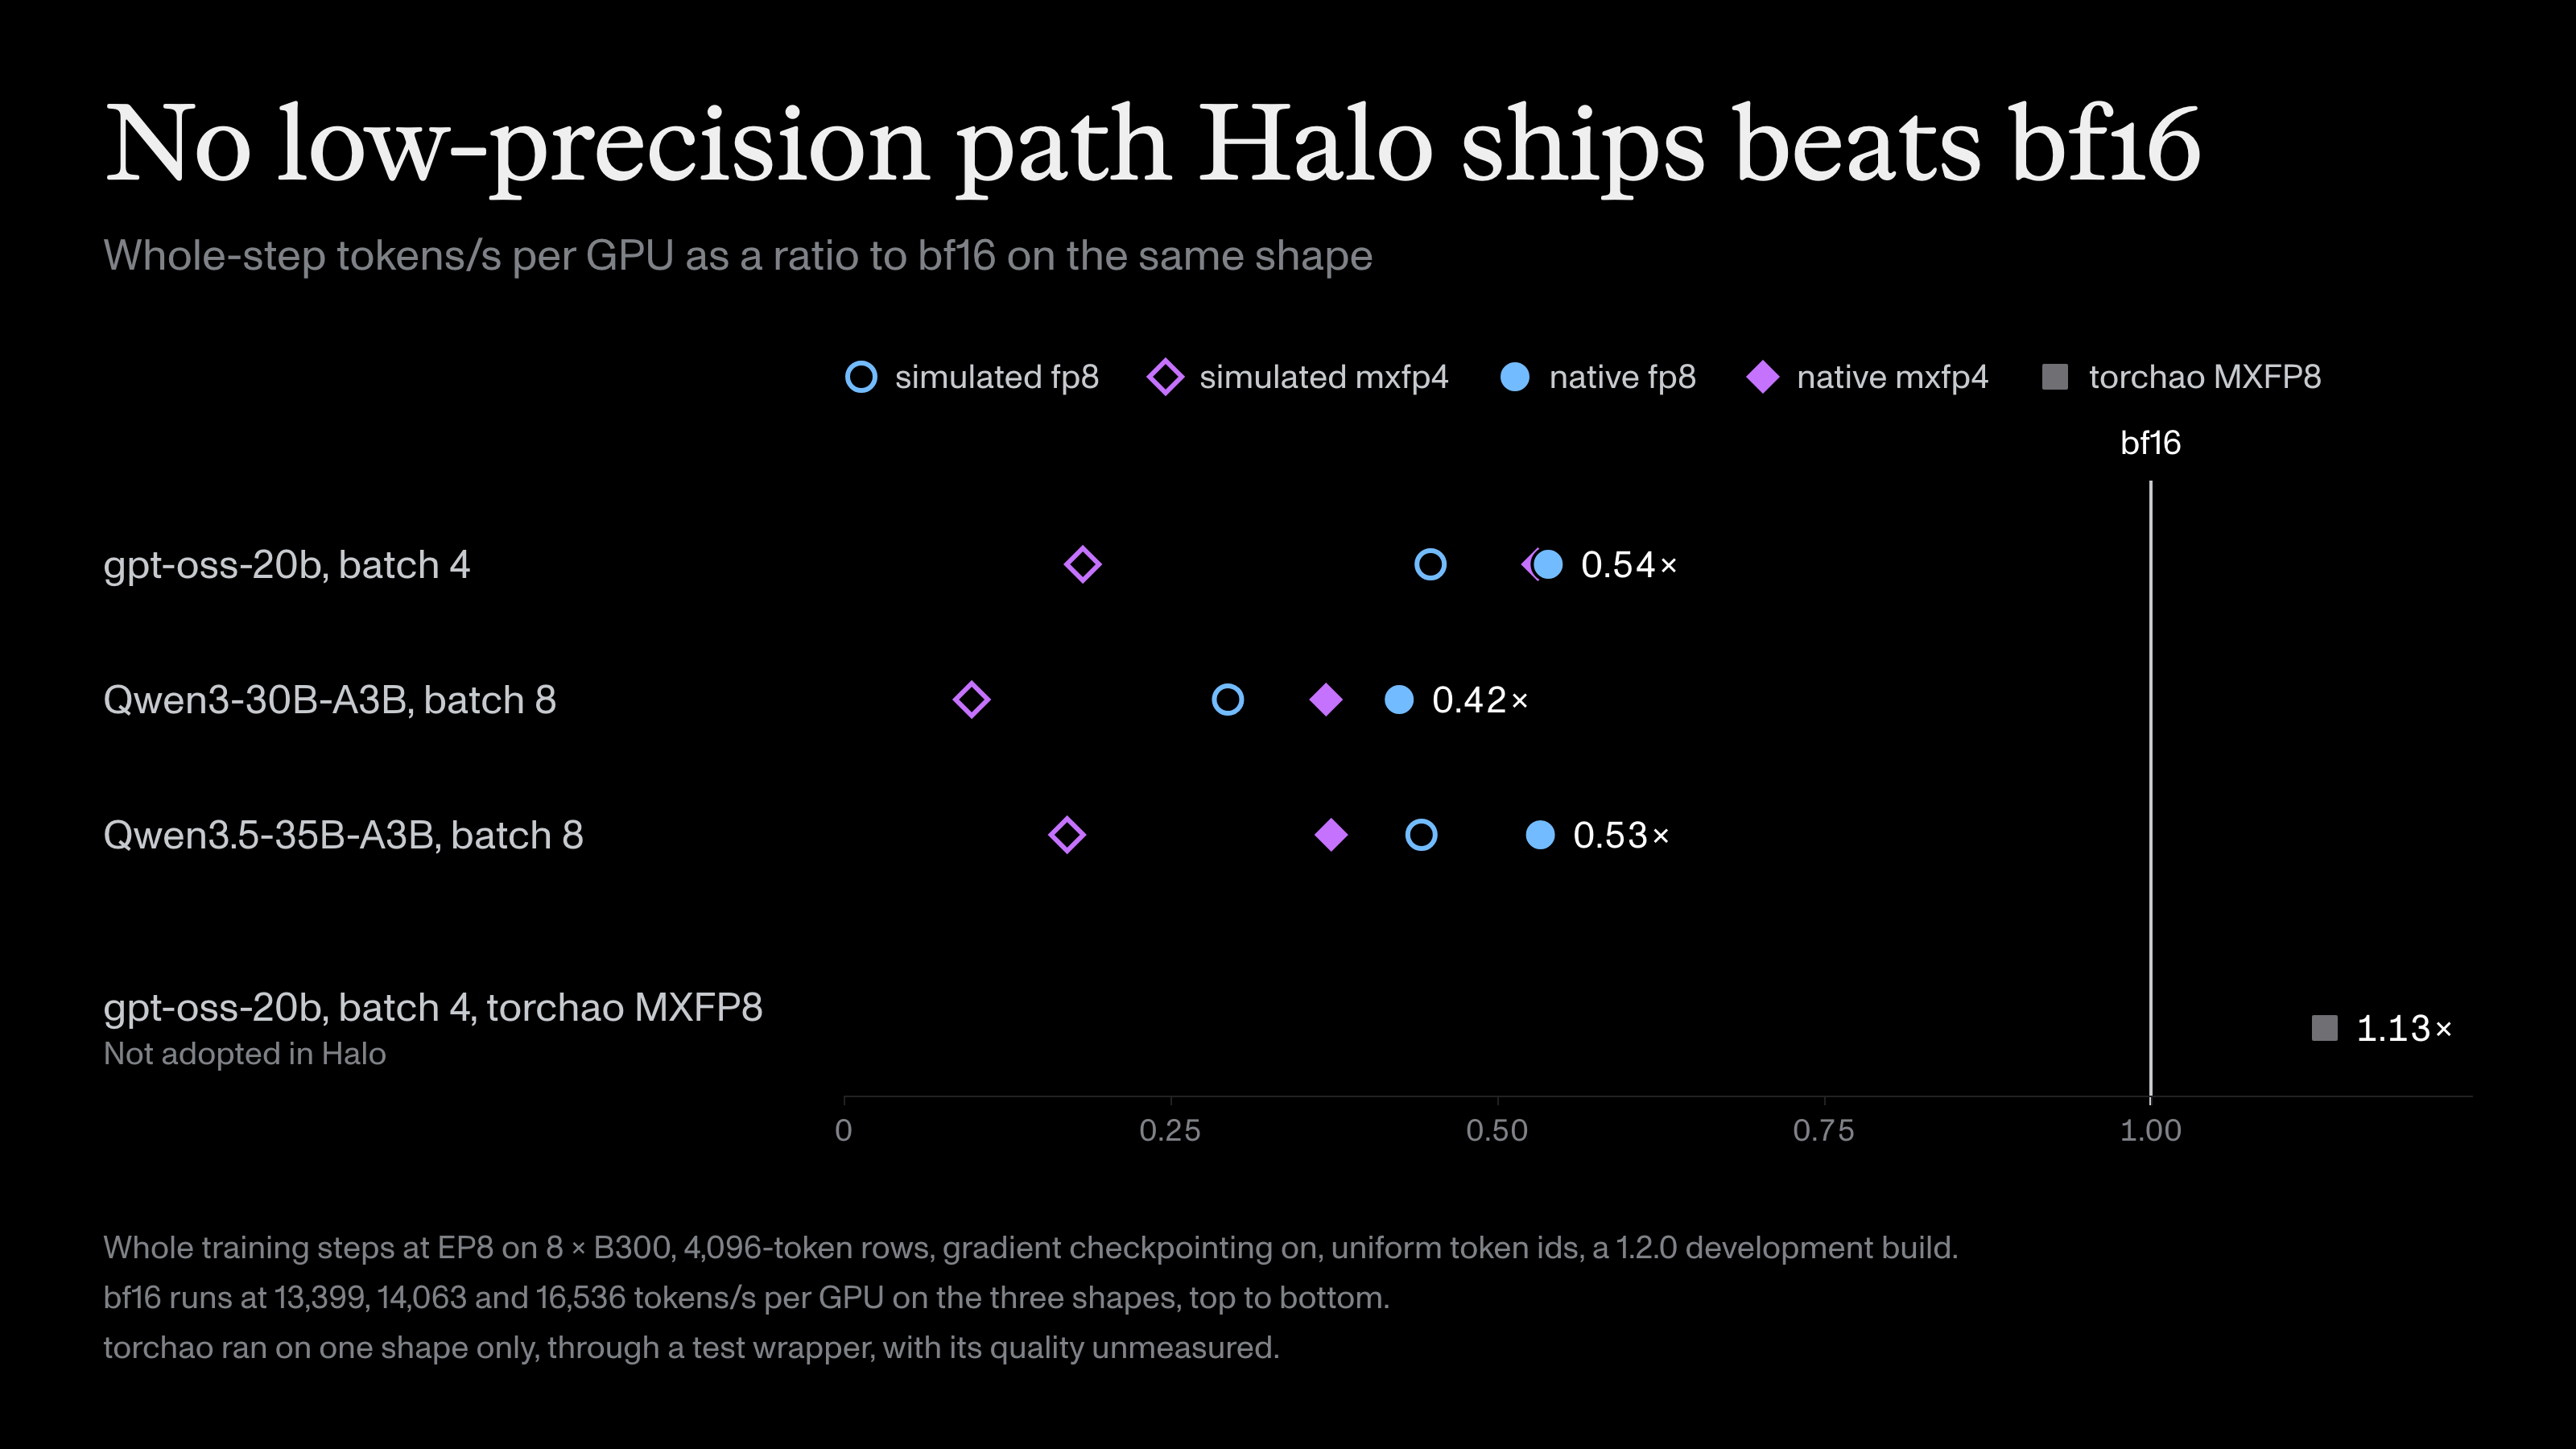 No low-precision path Halo ships beats bf16
Whole-step tokens/s per GPU as a ratio to bf16 on the same shape
simulated fp8 simulated mxfp4 native fp8 native mxfp4 torchao MXFP8
bf16
gpt-oss-20b, batch 4 0.54×
Qwen3-30B-A3B, batch 8 0.42×
Qwen3.5-35B-A3B, batch 8 0.53×
gpt-oss-20b, batch 4, torchao MXFP8
Not adopted in Halo
1.13×
0 0.25 0.50 0.75 1.00
Whole training steps at EP8 on 8 × B300, 4,096-token rows, gradient checkpointing on, uniform token ids, a 1.2.0 development build.
bf16 runs at 13,399, 14,063 and 16,536 tokens/s per GPU on the three shapes, top to bottom.
torchao ran on one shape only, through a test wrapper, with its quality unmeasured.